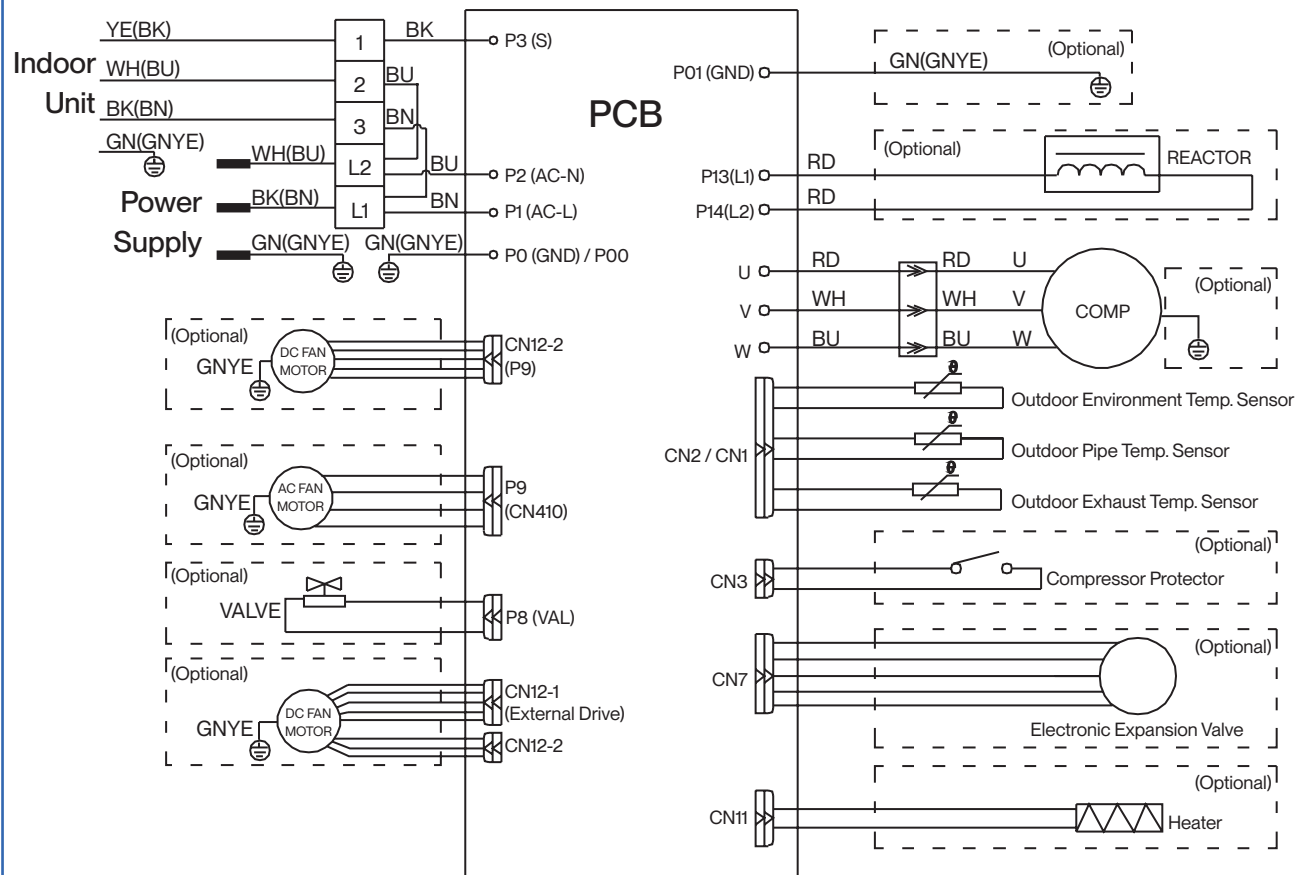 YE(BK)
1
BK
P3 (S)
Indoor
Unit
WH(BU)
2
BU
BK(BN)
3
BN
GN(GNYE)
WH(BU)
L2
BU
P2 (AC-N)
Power
Supply
BK(BN)
L1
BN
P1 (AC-L)
GN(GNYE)
GN(GNYE)
P0 (GND) / P00
(Optional)
GNYE
DC FAN
MOTOR
CN12-2
(P9)
(Optional)
GNYE
AC FAN
MOTOR
P9
(CN410)
(Optional)
VALVE
P8 (VAL)
(Optional)
GNYE
DC FAN
MOTOR
CN12-1
(External Drive)
CN12-2
PCB
P01 (GND)
GN(GNYE)
(Optional)
(Optional)
P13(L1)
RD
REACTOR
P14(L2)
RD
U
RD
RD
U
V
WH
WH
V
W
BU
BU
W
COMP
(Optional)
CN2 / CN1
θ
Outdoor Environment Temp. Sensor
θ
Outdoor Pipe Temp. Sensor
θ
Outdoor Exhaust Temp. Sensor
(Optional)
CN3
Compressor Protector
(Optional)
CN7
Electronic Expansion Valve
(Optional)
CN11
Heater